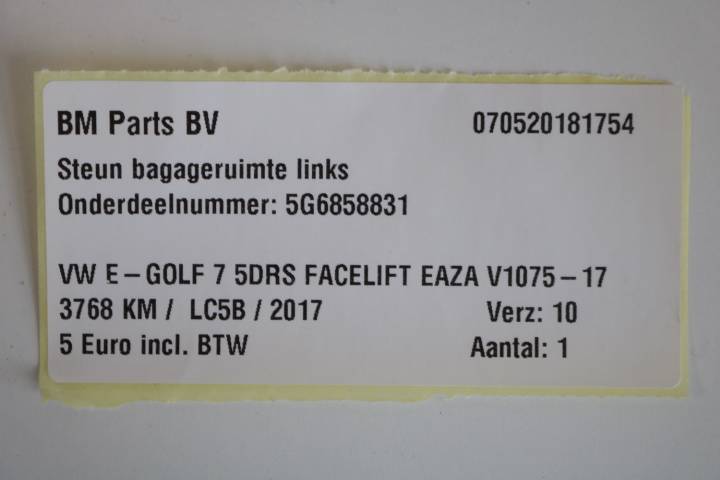 BM Parts BV 070520181754
Steun bagageruimte links
Onderdeelnummer: 5G6858831
VW E-GOLF 7 5DRS FACELIFT EAZA V1075-17
3768 KM / LC5B / 2017 Verz: 10
5 Euro incl. BTW Aantal: 1